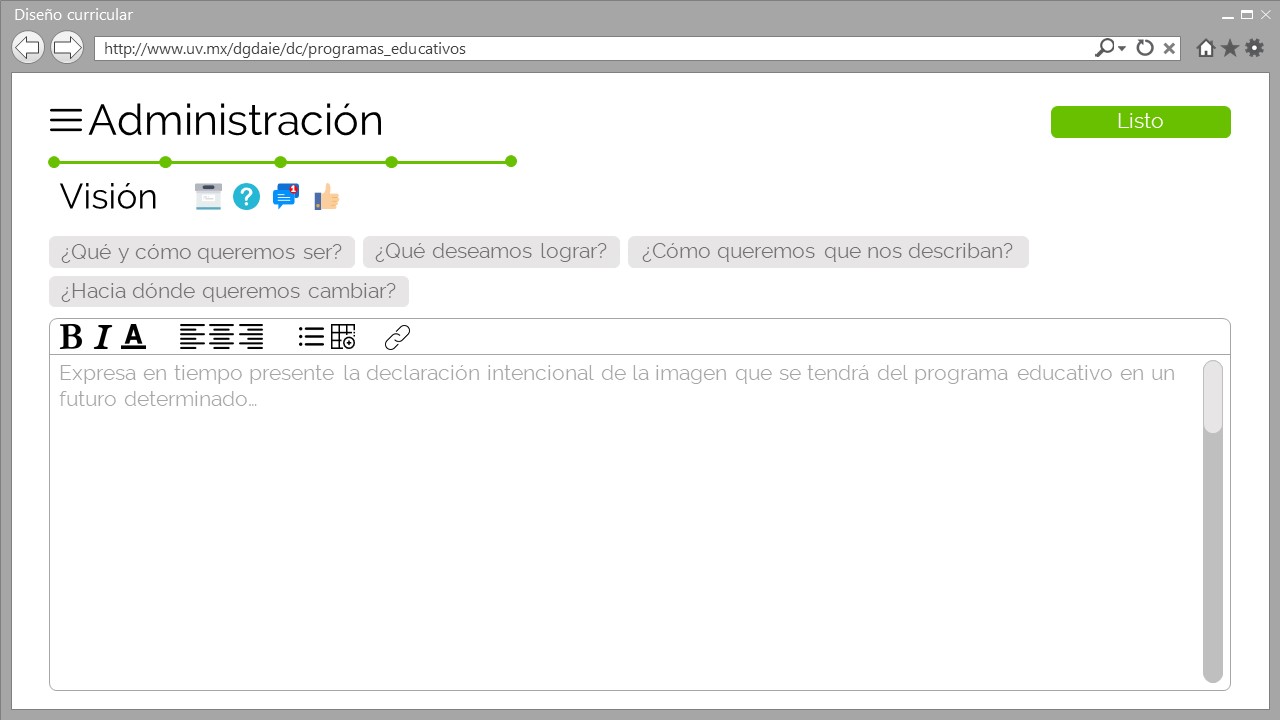 Diseño curricular
http://www.uv.mx/dgdaie/dc/programas_educativos
Administración
Listo
Visión
1
¿Qué y cómo queremos ser?
¿Qué deseamos lograr?
¿Cómo queremos que nos describan?
¿Hacia dónde queremos cambiar?
B I A
Expresa en tiempo presente la declaración intencional de la imagen que se tendrá del programa educativo en un
futuro determinado…